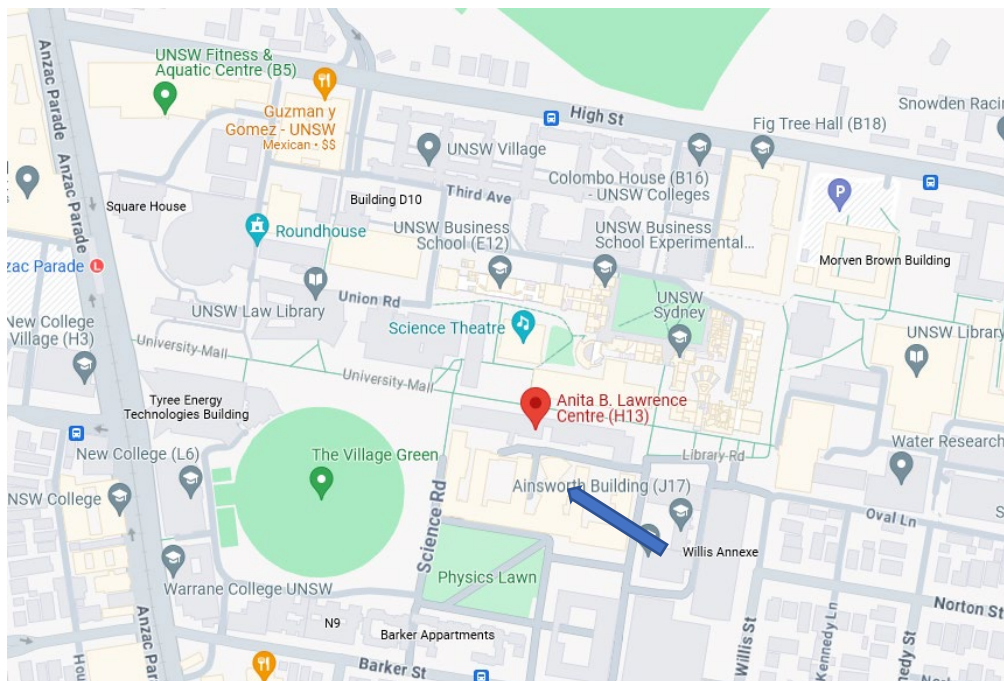 Anzac Parade
Anzac Parade
UNSW Fitness &
Aquatic Centre (B5)
Guzman y
Gomez - UNSW
Mexican • $$
High St
Snowden Racin
Fig Tree Hall (B18)
UNSW Village
Colombo House (B16)
- UNSW Colleges
Third Ave
Building D10
P
Square House
Roundhouse
UNSW Business
School (E12)
UNSW Business
School Experimental...
Morven Brown Building
zac Parade
L
UNSW Law Library
Union Rd
UNSW
Sydney
Science Theatre
New College
Village (H3)
UNSW Library
University Mall
University Mall
Anita B. Lawrence
Centre (H13)
Tyree Energy
Technologies Building
Water Research
Library Rd
New College (L6)
The Village Green
Ainsworth Building (J17)
NSW College
Science Rd
Oval Ln
Willis Annexe
Physics Lawn
Warrane College UNSW
Norton St
N9
Barker Appartments
Anzac Par
Barker St
Willis St
Kennedy St
nedy St
Hou